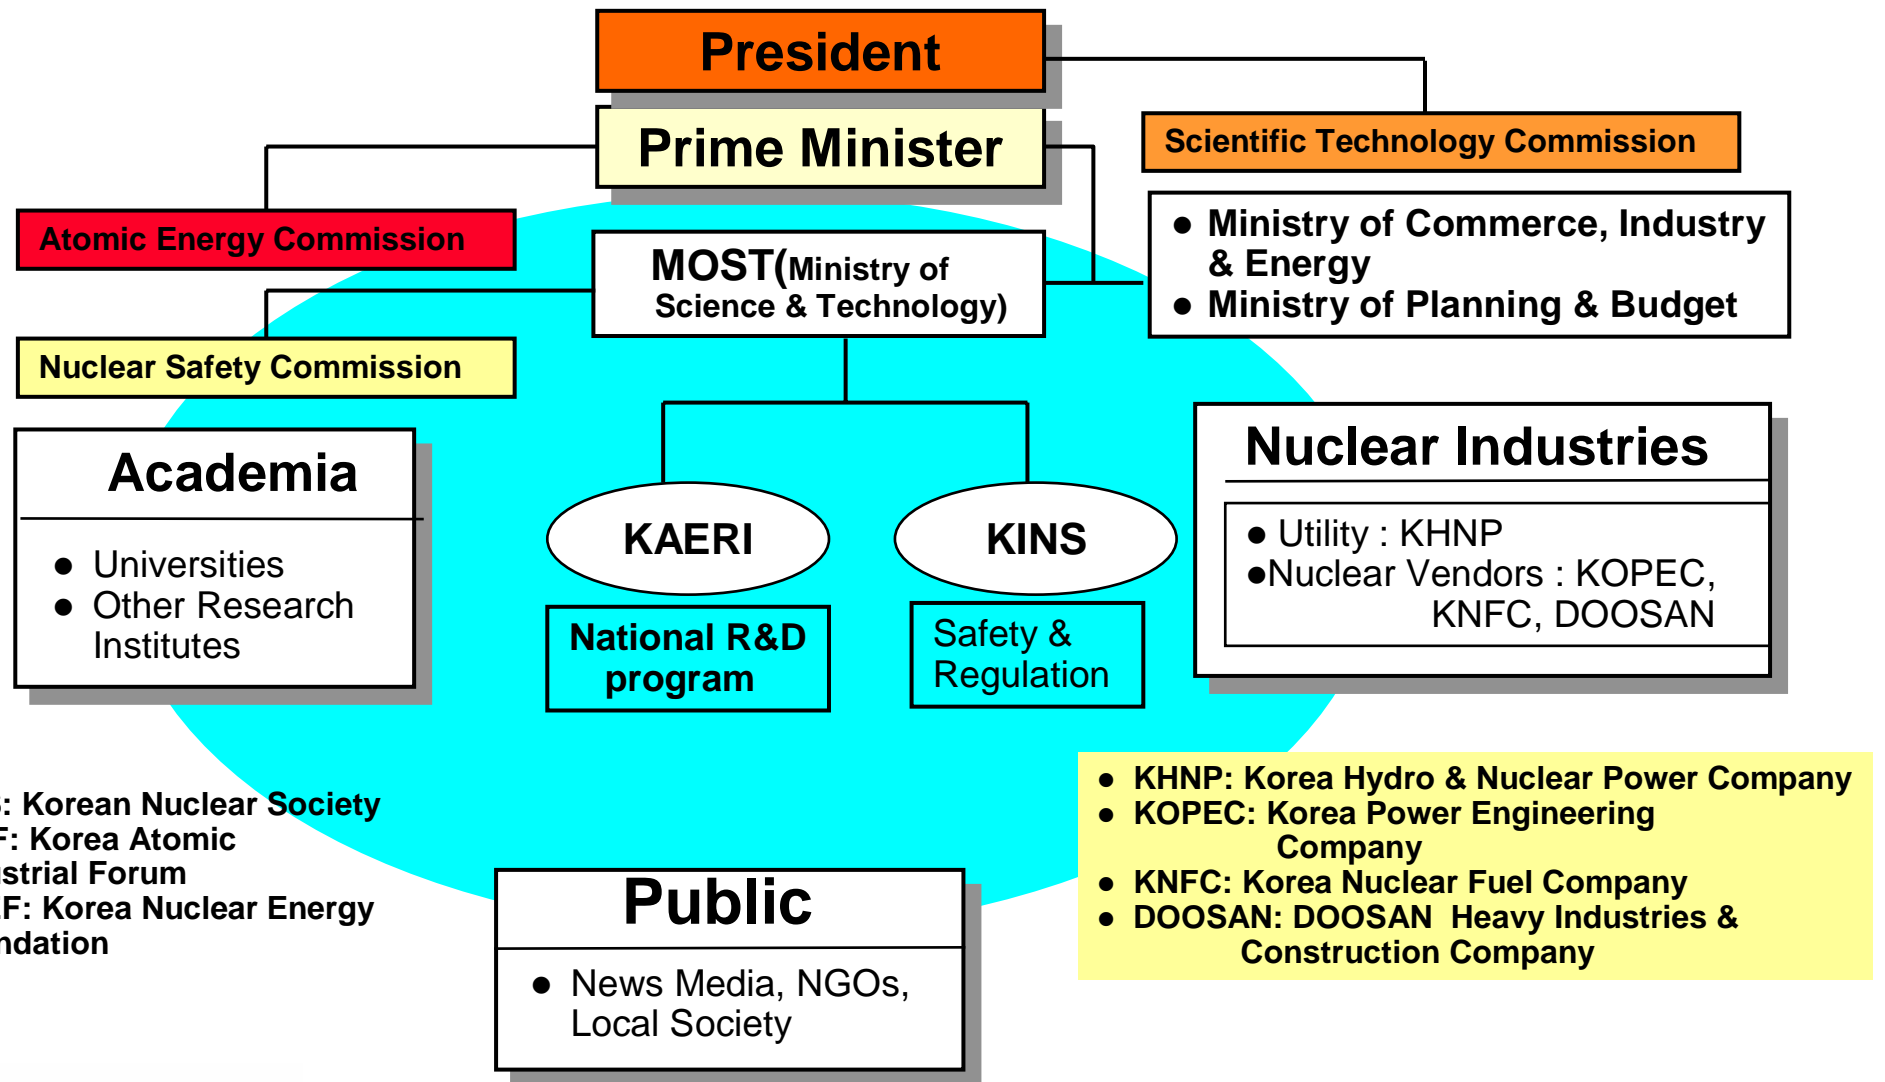 President
Prime Minister
Scientific Technology Commission
Atomic Energy Commission
MOST(Ministry of
Science & Technology)
● Ministry of Commerce, Industry
& Energy
● Ministry of Planning & Budget
Nuclear Safety Commission
Academia
● Universities
● Other Research
Institutes
KAERI
KINS
National R&D
program
Safety &
Regulation
Nuclear Industries
● Utility : KHNP
●Nuclear Vendors : KOPEC,
KNFC, DOOSAN
: Korean Nuclear Society
F: Korea Atomic
Forum
F: Korea Nuclear Energy
● KHNP: Korea Hydro & Nuclear Power Company
● KOPEC: Korea Power Engineering
Company
● KNFC: Korea Nuclear Fuel Company
● DOOSAN: DOOSAN Heavy Industries &
Construction Company
Public
● News Media, NGOs,
Local Society